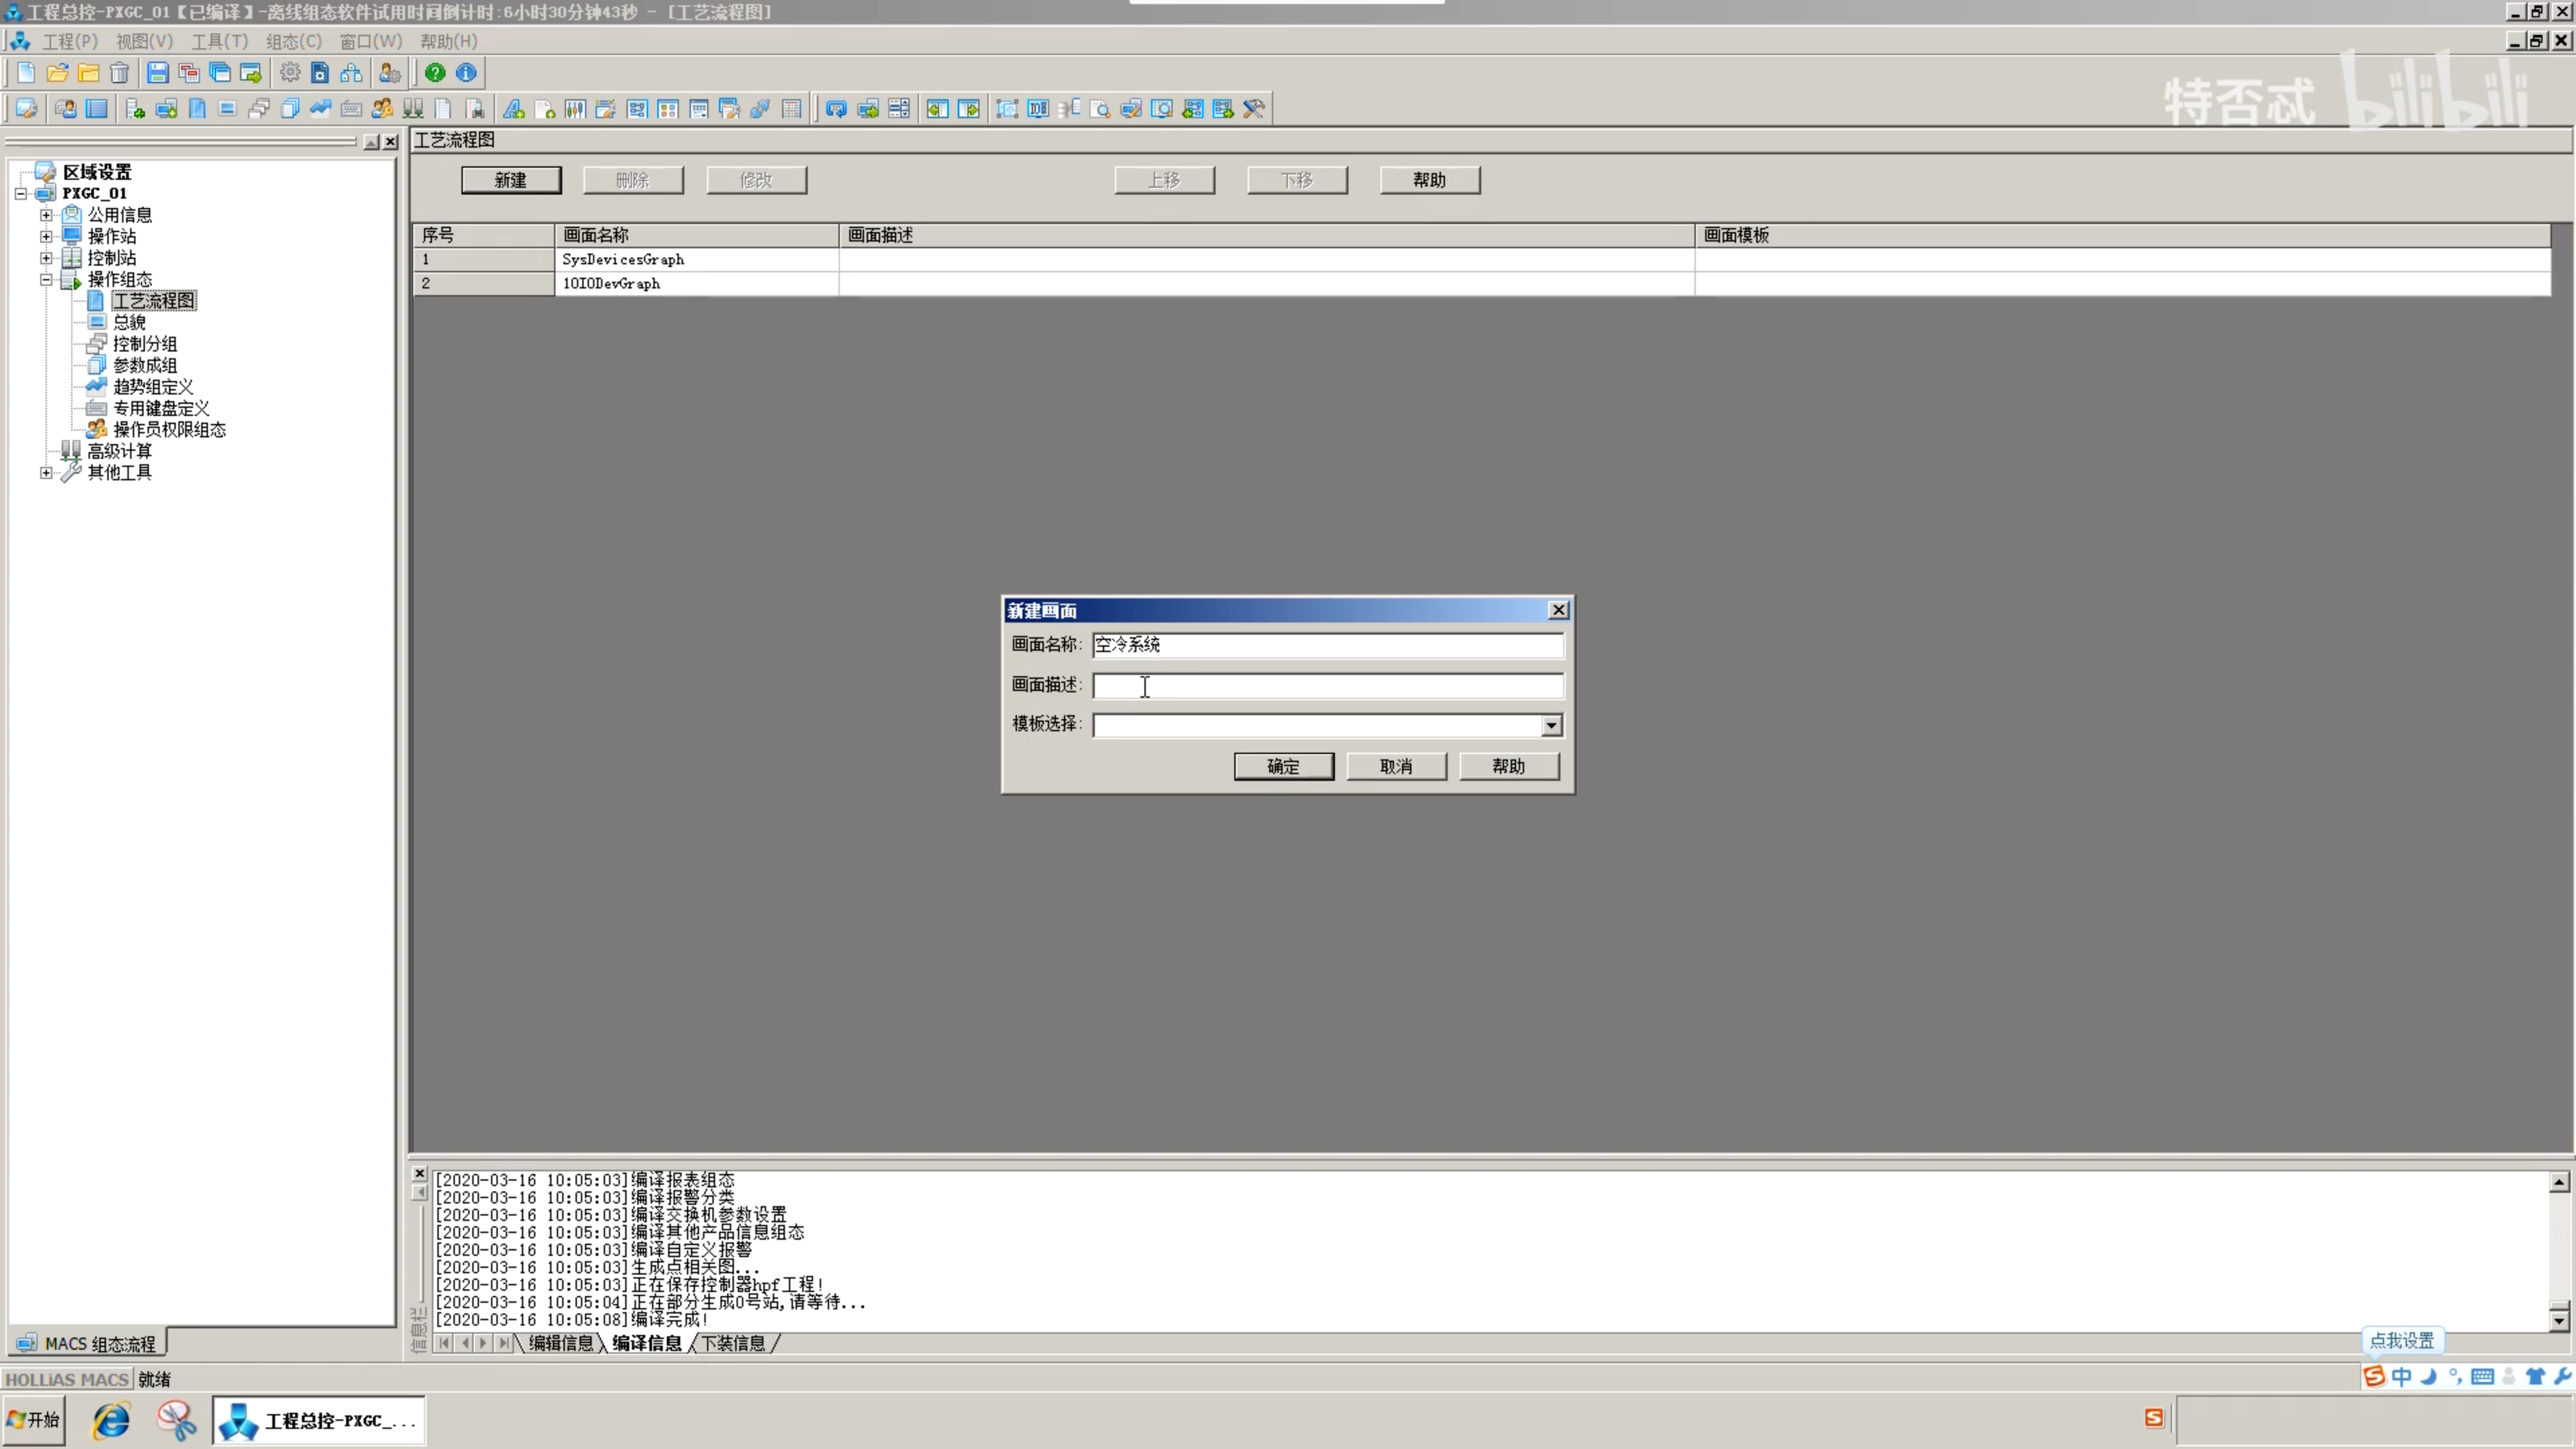 工程总控-PXGC_01【已编译】-离线组态软件试用时间倒计时:6小时30分钟43秒 - [工艺流程图]
工程(P) 视图(V) 工具(T) 组态(C) 窗口(W) 帮助(H)
特否忒 bilibili
工艺流程图
新建 删除 修改 上移 下移 帮助
序号 画面名称 画面描述 画面模板
1 SysDevicesGraph
2 10IODevGraph
区域设置
PXGC_01
公用信息
操作站
控制站
操作组态
工艺流程图
总貌
控制分组
参数成组
趋势组定义
专用键盘定义
操作员权限组态
高级计算
其他工具
新建画面
画面名称: 空冷系统
画面描述:
模板选择:
确定 取消 帮助
[2020-03-16 10:05:03]编译报表组态
[2020-03-16 10:05:03]编译报警分类
[2020-03-16 10:05:03]编译交换机参数设置
[2020-03-16 10:05:03]编译其他产品信息组态
[2020-03-16 10:05:03]编译自定义报警
[2020-03-16 10:05:03]生成点相关图...
[2020-03-16 10:05:03]正在保存控制器hpf工程!
[2020-03-16 10:05:04]正在部分生成0号站,请等待...
[2020-03-16 10:05:08]编译完成!
信息栏
编辑信息 编译信息 下装信息
MACS 组态流程
点我设置
HOLLiAS MACS 就绪
中
开始 工程总控-PXGC_...